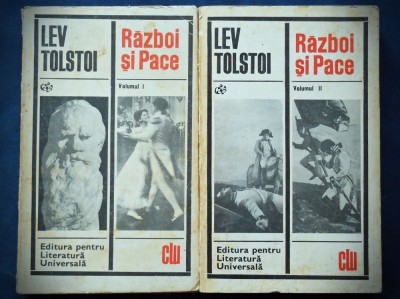 LEV
TOLSTOI
Război
și Pace
Volumul I
Editura pentru
Literatură
Universală
clu
LEV
TOLSTOI
Război
și Pace
Volumul II
Editura pentru
Literatură
Universală
clu